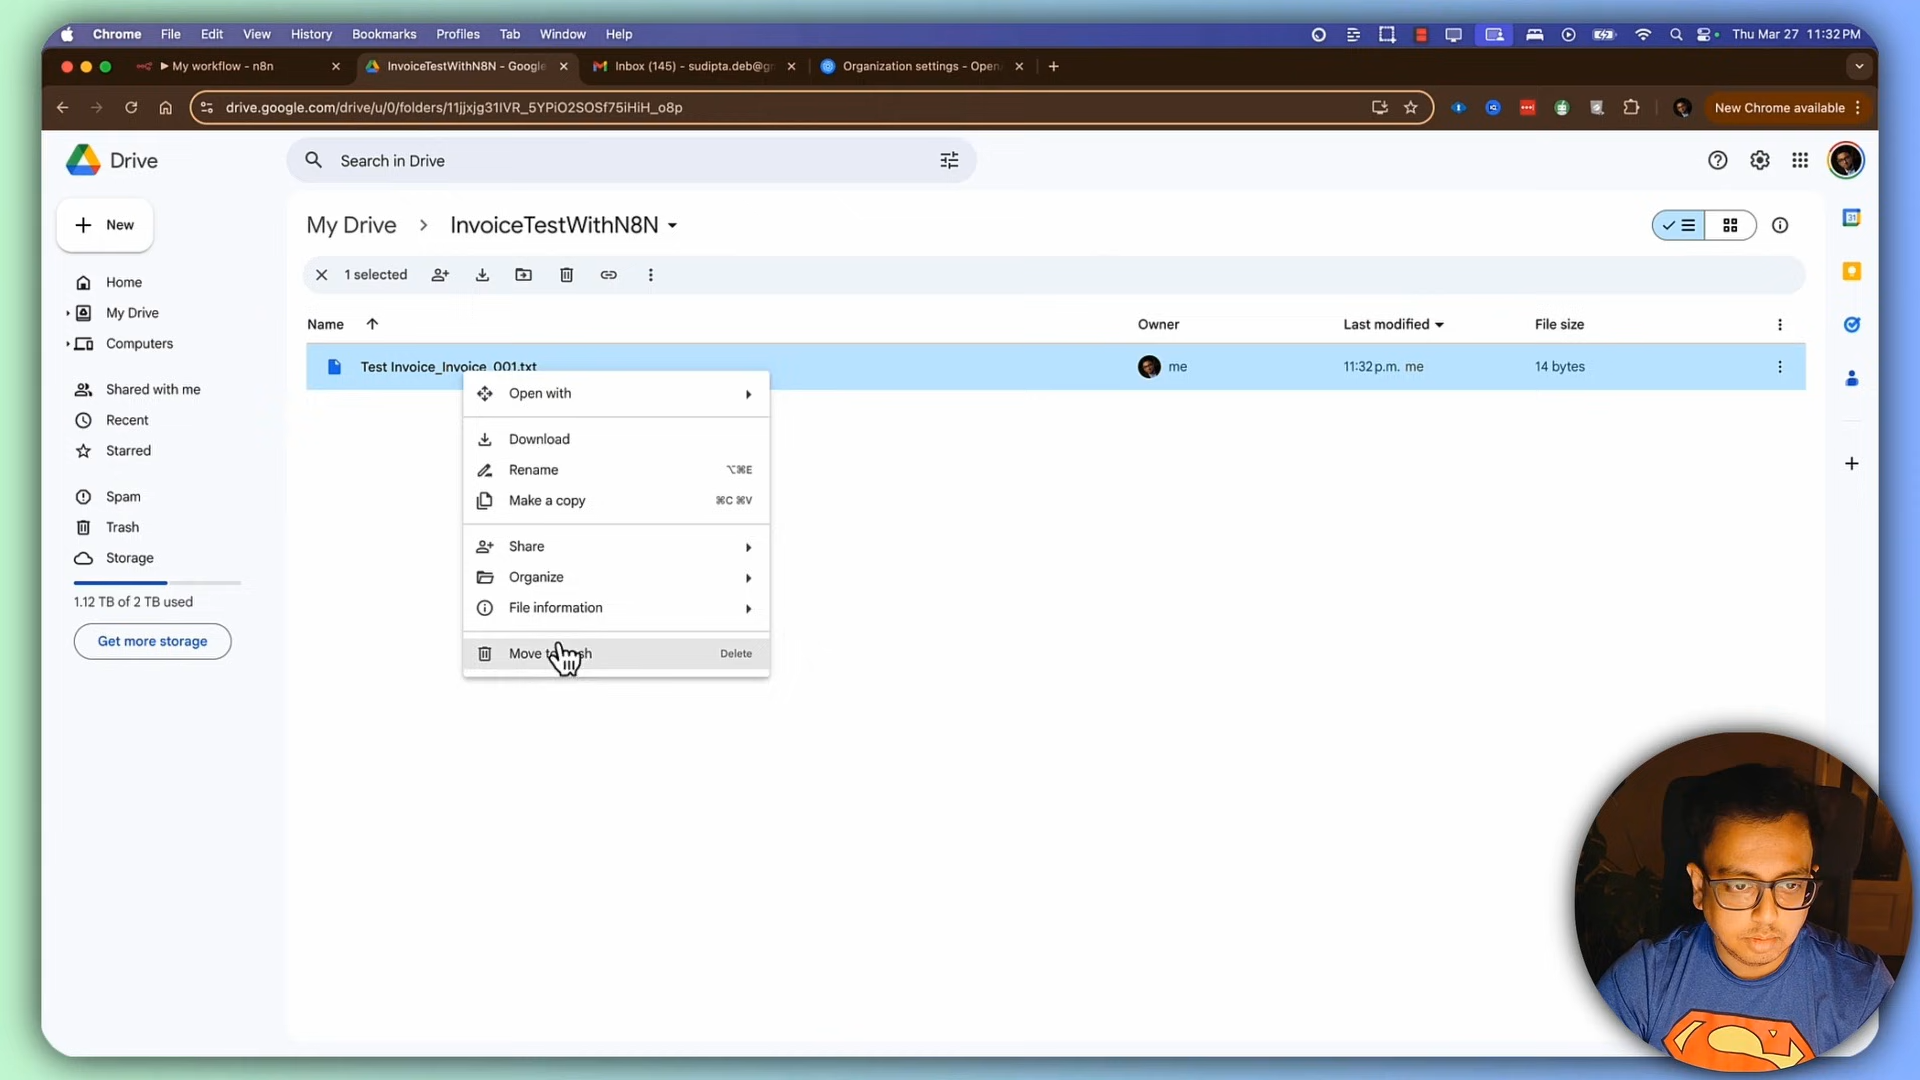 Chrome File Edit View History Bookmarks Profiles Tab Window Help Thu Mar 27 11:32 PM
My workflow - n8n InvoiceTestWithN8N - Google Inbox (145) - sudipta.deb@g Organization settings - Open
drive.google.com/drive/u/0/folders/11jjxjg31IVR_5YPiO2SOSf75iHiH_o8p New Chrome available
Drive Search in Drive
New
My Drive > InvoiceTestWithN8N
1 selected
Home
My Drive
Computers
Shared with me
Recent
Starred
Spam
Trash
Storage
1.12 TB of 2 TB used
Get more storage
Name Owner Last modified File size
Test Invoice_Invoice_001.txt me 11:32 p.m. me 14 bytes
Open with
Download
Rename ⌥⌘E
Make a copy ⌘C ⌘V
Share
Organize
File information
Move Delete
31